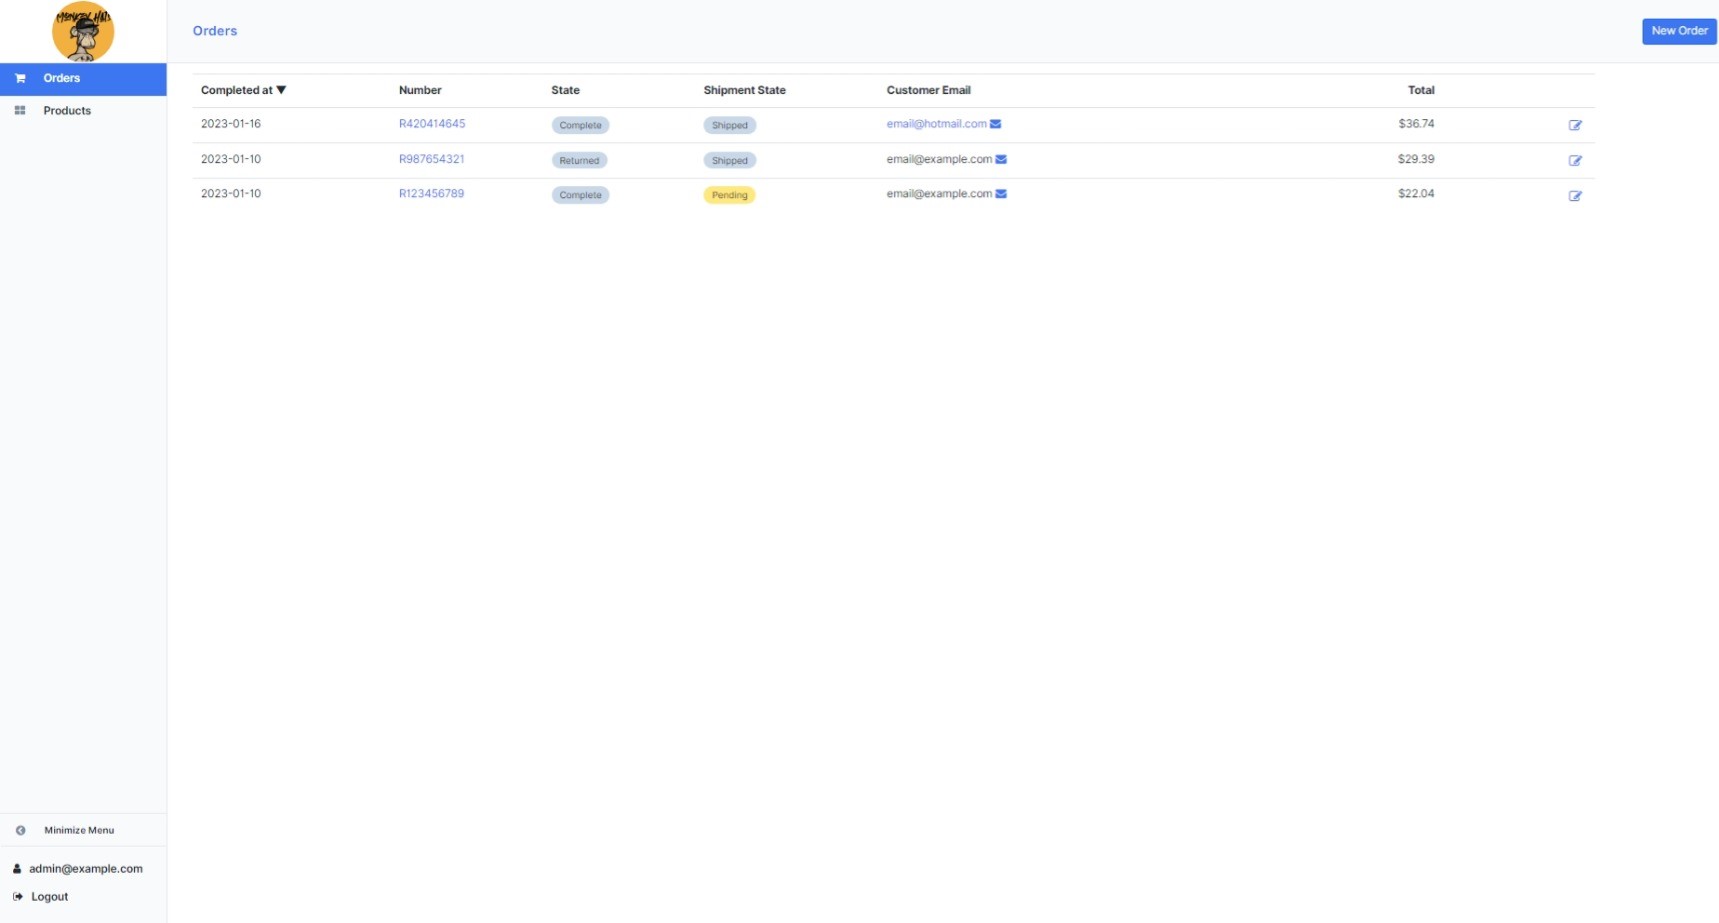 MONKEY HUB
Orders
New Order
Orders
Products
Completed at ▼ Number State Shipment State Customer Email Total
2023-01-16 R420414645 Complete Shipped email@hotmail.com $36.74
2023-01-10 R987654321 Returned Shipped email@example.com $29.39
2023-01-10 R123456789 Complete Pending email@example.com $22.04
Minimize Menu
admin@example.com
Logout